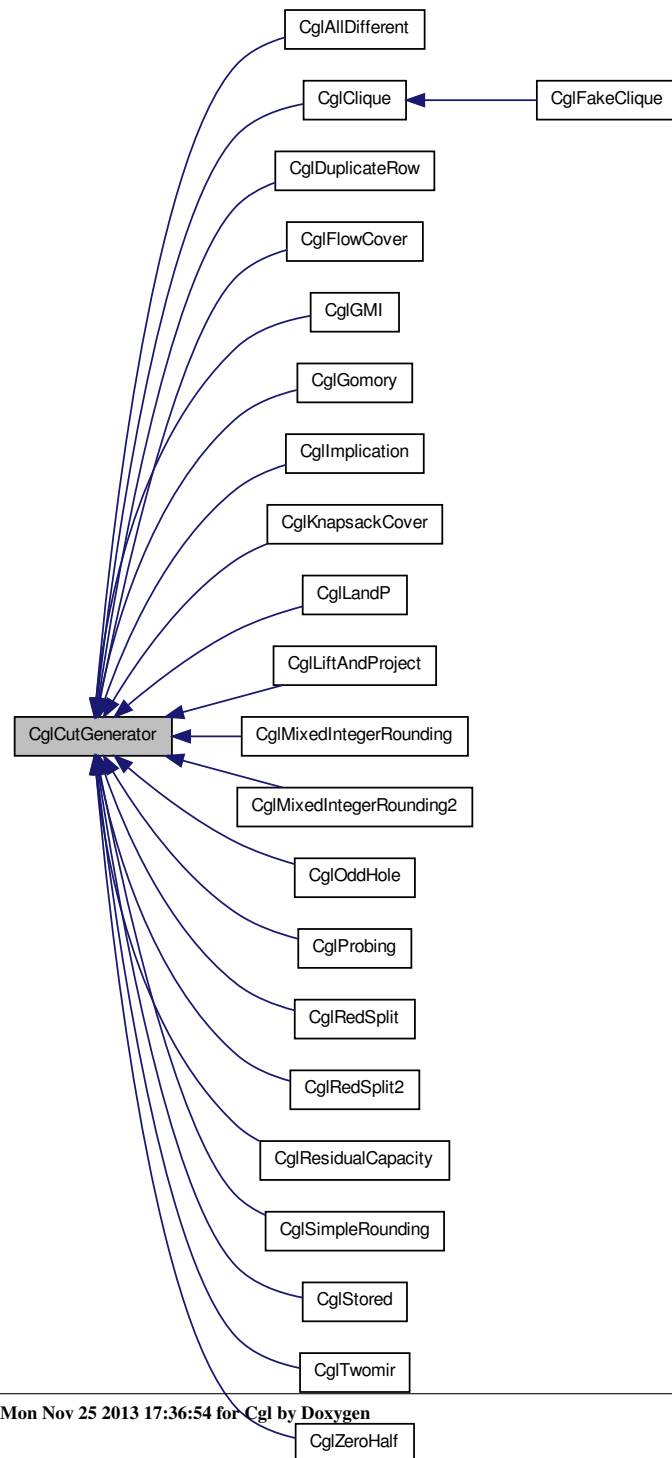 CglAllDifferent
CglClique
CglFakeClique
CglDuplicateRow
CglFlowCover
CglGMI
CglGomory
CglImplication
CglKnapsackCover
CglLandP
CglLiftAndProject
CglCutGenerator
CglMixedIntegerRounding
CglMixedIntegerRounding2
CglOddHole
CglProbing
CglRedSplit
CglRedSplit2
CglResidualCapacity
CglSimpleRounding
CglStored
CglTwomir
Mon Nov 25 2013 17:36:54 for Cgl by Doxygen
CglZeroHalf